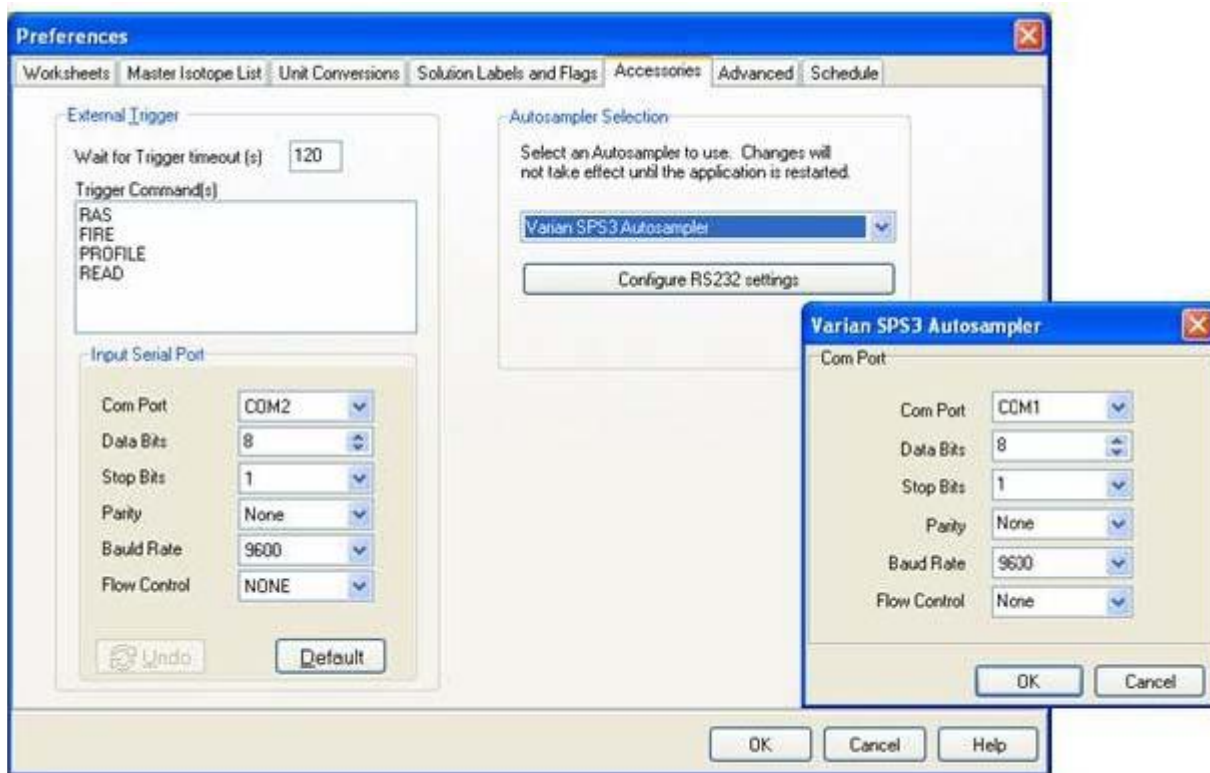 Preferences
Worksheets Master Isotope List Unit Conversions Solution Labels and Flags Accessories Advanced Schedule
External Trigger
Wait for Trigger timeout (s) 120
Trigger Command(s)
RAS
FIRE
PROFILE
READ
Input Serial Port
Com Port COM2
Data Bits 8
Stop Bits 1
Parity None
Bauld Rate 9600
Flow Control NONE
Undo Default
Autosampler Selection
Select an Autosampler to use. Changes will
not take effect until the application is restarted.
Varian SPS3 Autosampler
Configure RS232 settings
Varian SPS3 Autosampler
Com Port
Com Port COM1
Data Bits 8
Stop Bits 1
Parity None
Baud Rate 9600
Flow Control None
OK Cancel
OK Cancel Help